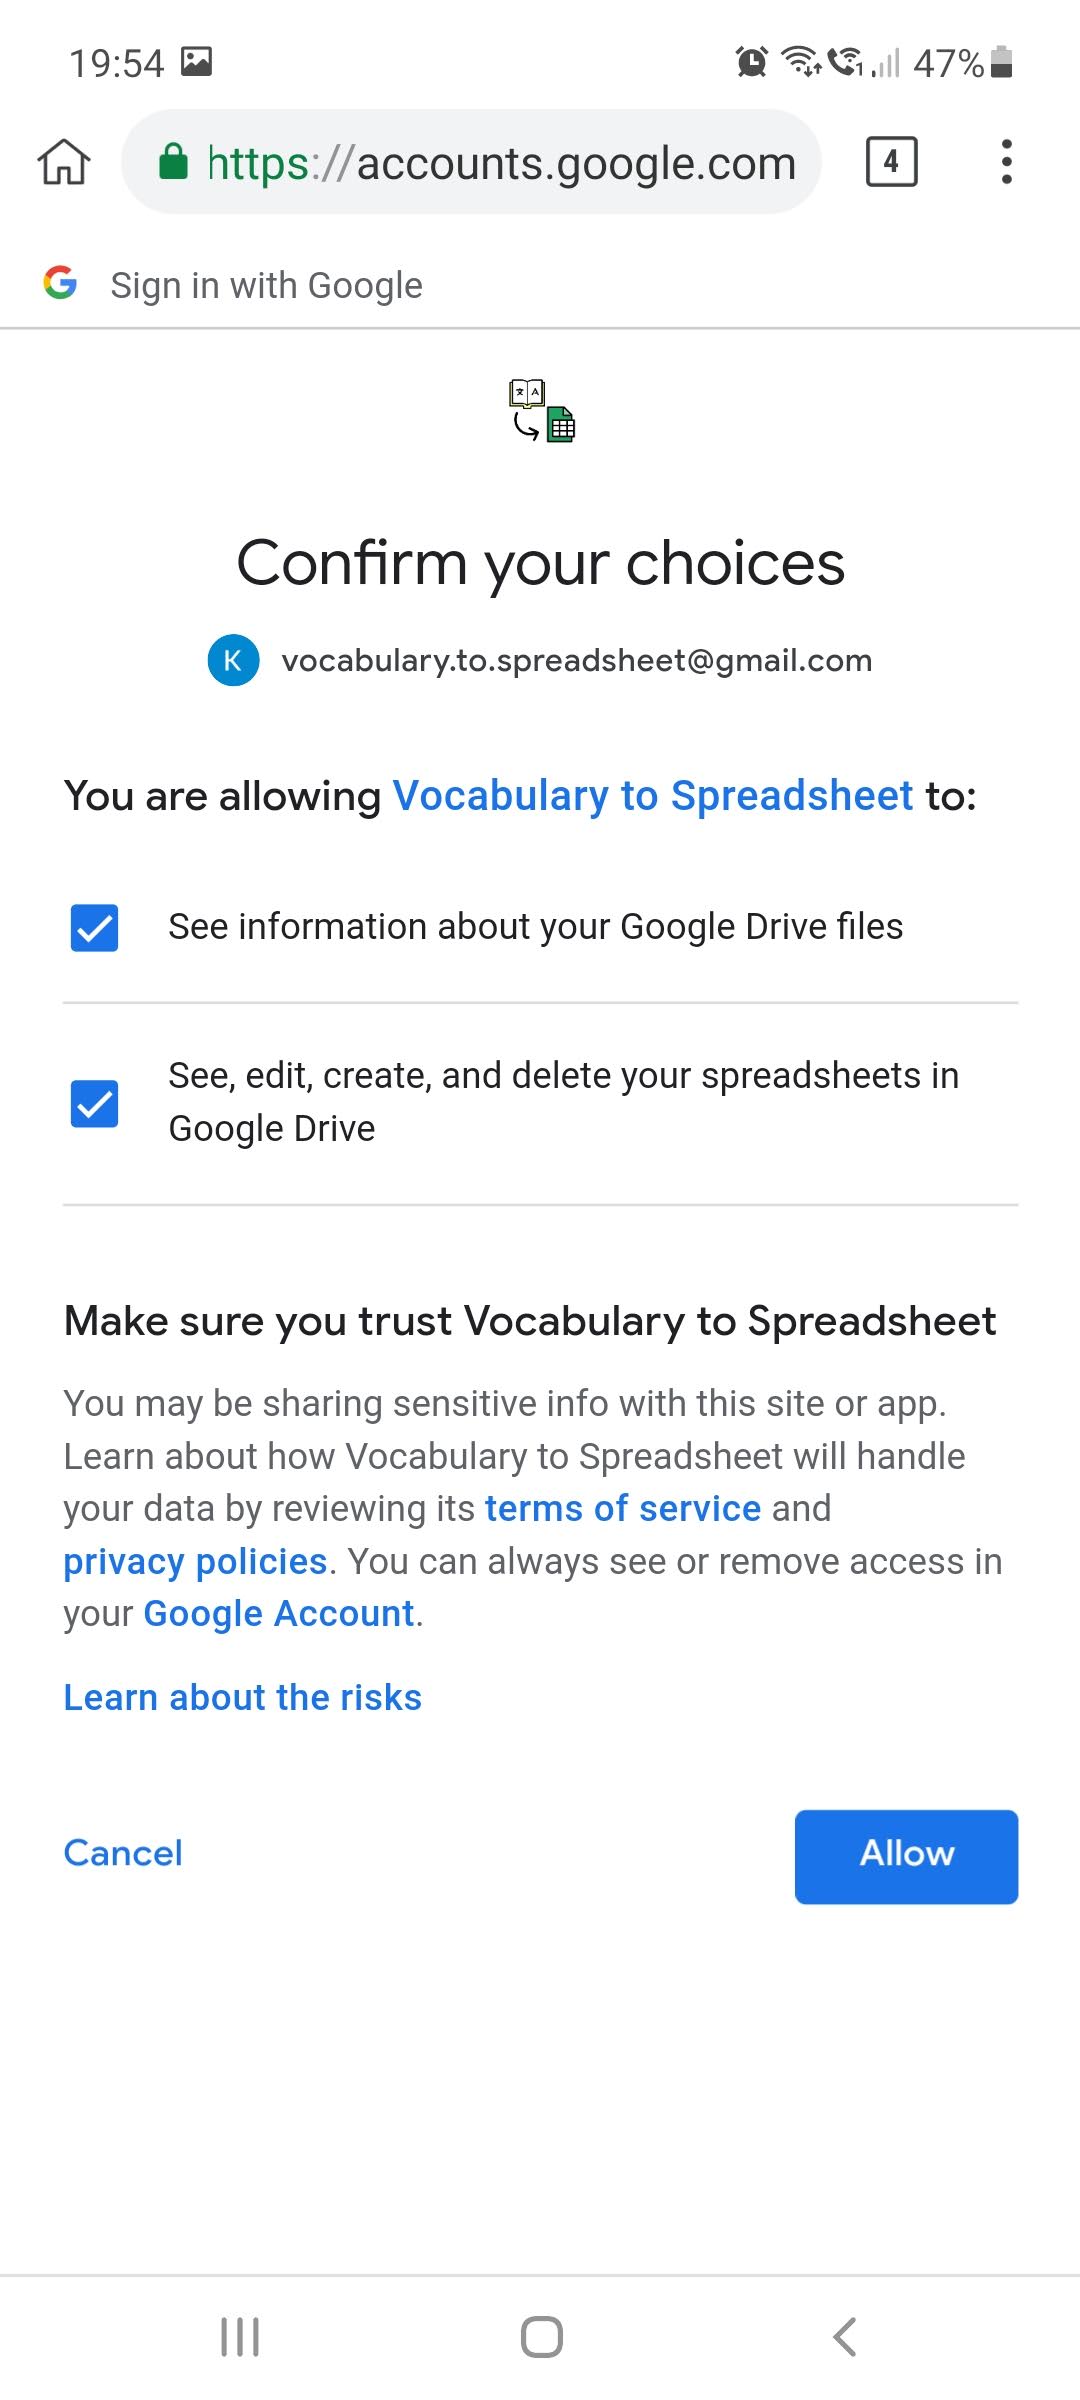 19:54
1
47%
https://accounts.google.com
4
G Sign in with Google
文 A
Confirm your choices
K vocabulary.to.spreadsheet@gmail.com
You are allowing Vocabulary to Spreadsheet to:
See information about your Google Drive files
See, edit, create, and delete your spreadsheets in
Google Drive
Make sure you trust Vocabulary to Spreadsheet
You may be sharing sensitive info with this site or app.
Learn about how Vocabulary to Spreadsheet will handle
your data by reviewing its terms of service and
privacy policies. You can always see or remove access in
your Google Account.
Learn about the risks
Cancel
Allow